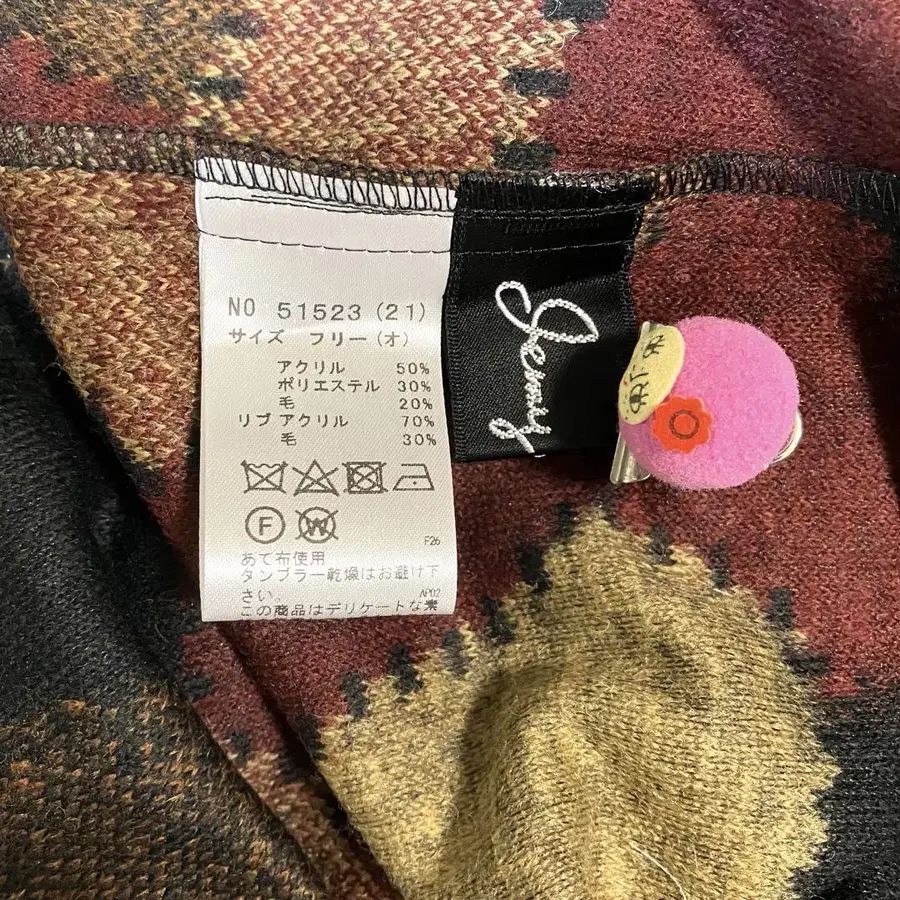 NO 51523 (21)
サイズ フリー (オ)
アクリル 50%
ポリエステル 30%
毛 20%
リブ アクリル 70%
毛 30%
F W
F26
あて布使用
タンブラー乾燥はお避け下
さい。
AP02
この商品はデリケートな素